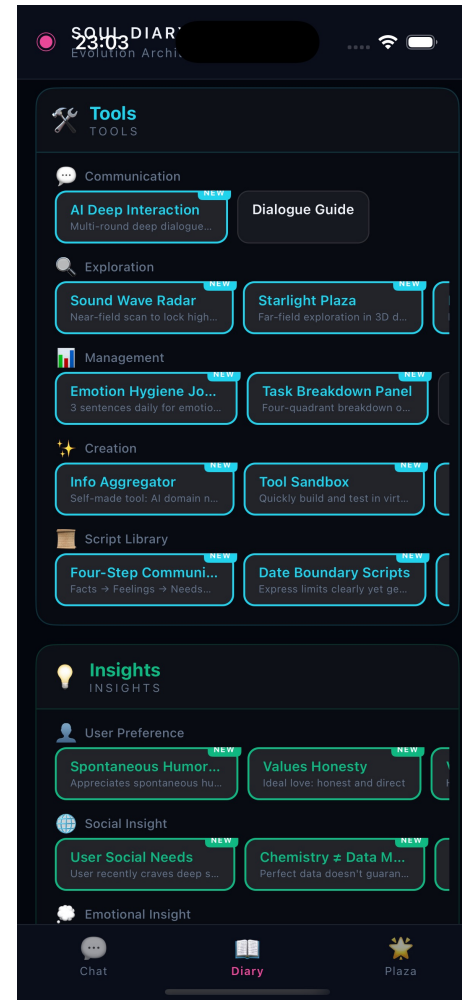 SOUL DIARY
23:03
Evolution Archi
Tools
TOOLS
Communication
NEW
AI Deep Interaction
Multi-round deep dialogue...
Dialogue Guide
Exploration
NEW
Sound Wave Radar
Near-field scan to lock high...
NEW
Starlight Plaza
Far-field exploration in 3D d...
Management
NEW
Emotion Hygiene Jo...
3 sentences daily for emotio...
NEW
Task Breakdown Panel
Four-quadrant breakdown o...
Creation
NEW
Info Aggregator
Self-made tool: AI domain n...
NEW
Tool Sandbox
Quickly build and test in virt...
Script Library
NEW
Four-Step Communi...
Facts → Feelings → Needs...
NEW
Date Boundary Scripts
Express limits clearly yet ge...
Insights
INSIGHTS
User Preference
NEW
Spontaneous Humor...
Appreciates spontaneous hu...
NEW
Values Honesty
Ideal love: honest and direct
Social Insight
NEW
User Social Needs
User recently craves deep s...
NEW
Chemistry ≠ Data M...
Perfect data doesn't guaran...
Emotional Insight
Chat
Diary
Plaza